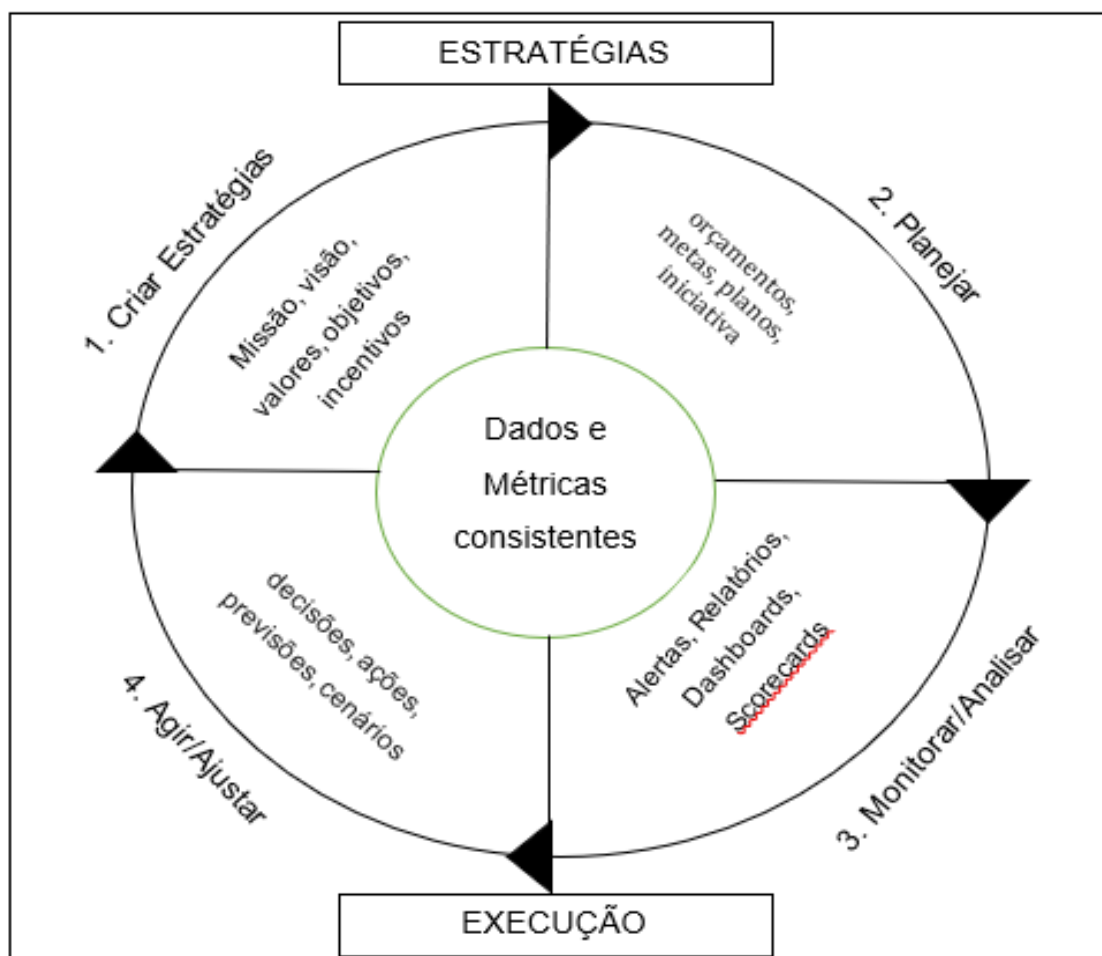 ESTRATÉGIAS
1. Criar Estratégias
Missão, visão,
valores, objetivos,
incentivos
2. Planejar
orçamentos,
metas, planos,
iniciativa
Dados e
Métricas
consistentes
3. Monitorar/Analisar
Alertas, Relatórios,
Dashboards,
Scorecards
4. Agir/Ajustar
decisões, ações,
previsões, cenários
EXECUÇÃO